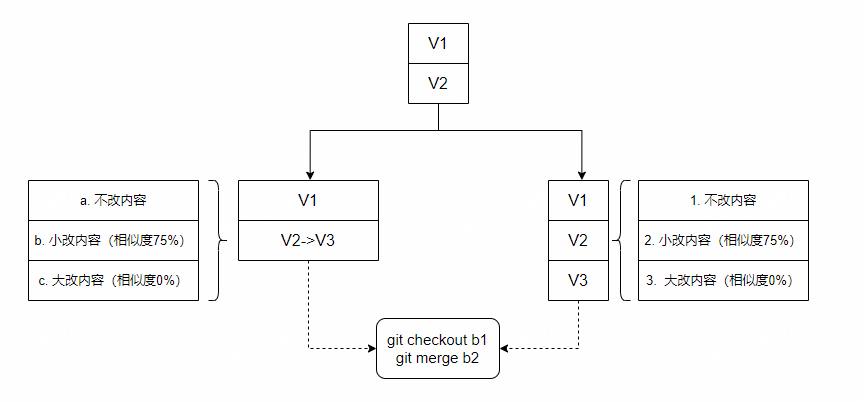 V1
V2
a. 不改内容
b. 小改内容（相似度75%）
c. 大改内容（相似度0%）
V1
V2->V3
V1
V2
V3
1. 不改内容
2. 小改内容（相似度75%）
3. 大改内容（相似度0%）
git checkout b1
git merge b2